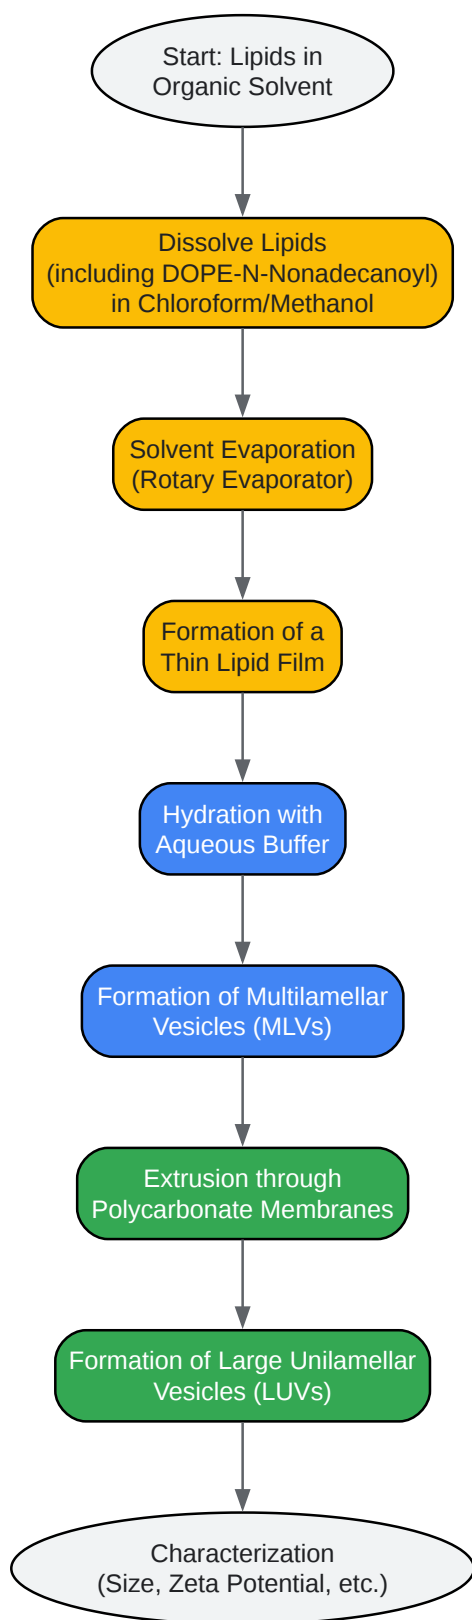 Start: Lipids in
Organic Solvent
Dissolve Lipids
(including DOPE-N-Nonadecanoyl)
in Chloroform/Methanol
Solvent Evaporation
(Rotary Evaporator)
Formation of a
Thin Lipid Film
Hydration with
Aqueous Buffer
Formation of Multilamellar
Vesicles (MLVs)
Extrusion through
Polycarbonate Membranes
Formation of Large Unilamellar
Vesicles (LUVs)
Characterization
(Size, Zeta Potential, etc.)